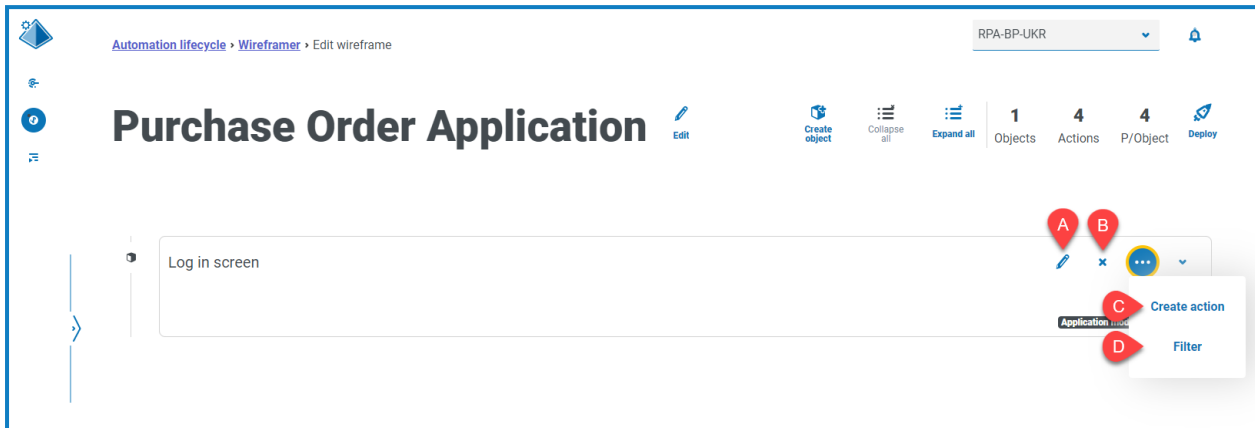 Automation lifecycle › Wireframer › Edit wireframe
RPA-BP-UKR
Purchase Order Application
Edit
Create object
Collapse all
Expand all
1 Objects
4 Actions
4 P/Object
Deploy
A
B
Log in screen
C
Create action
Application
D
Filter